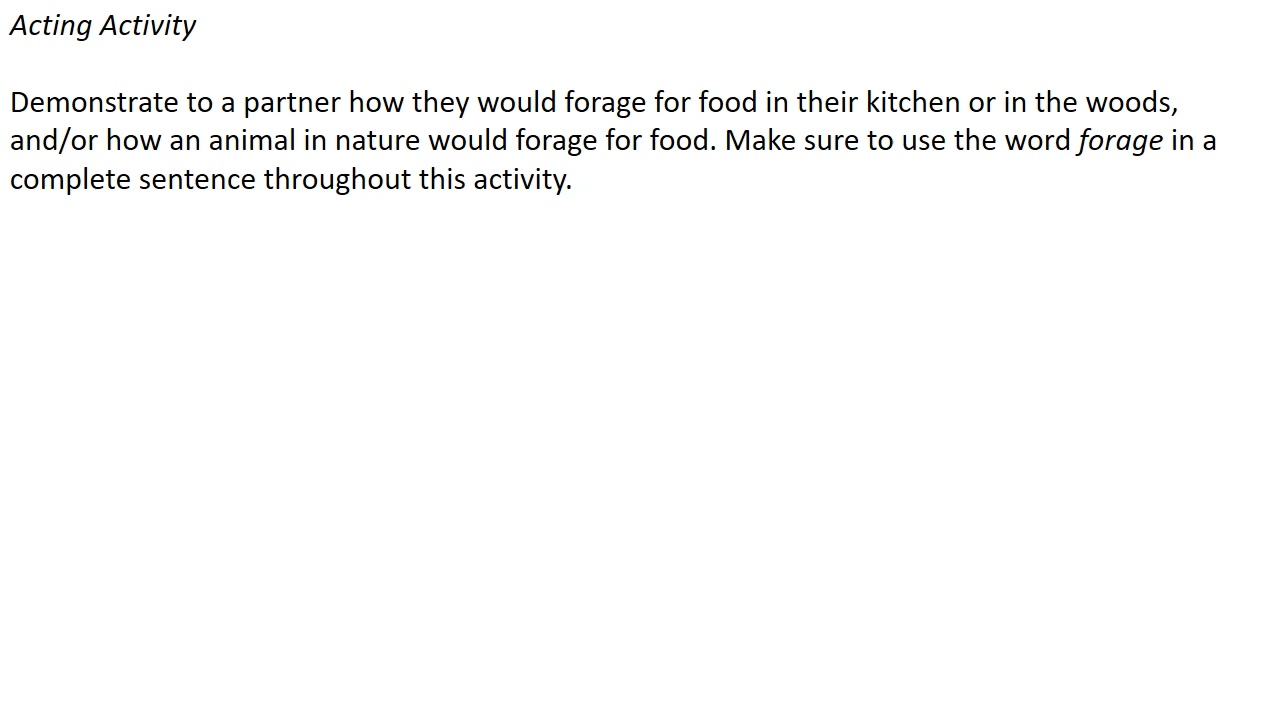 Acting Activity
Demonstrate to a partner how they would forage for food in their kitchen or in the woods,
and/or how an animal in nature would forage for food. Make sure to use the word forage in a
complete sentence throughout this activity.